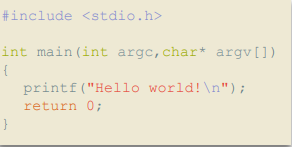 #include <stdio.h>
int main(int argc,char* argv[])
{
printf("Hello world!\n");
return 0;
}